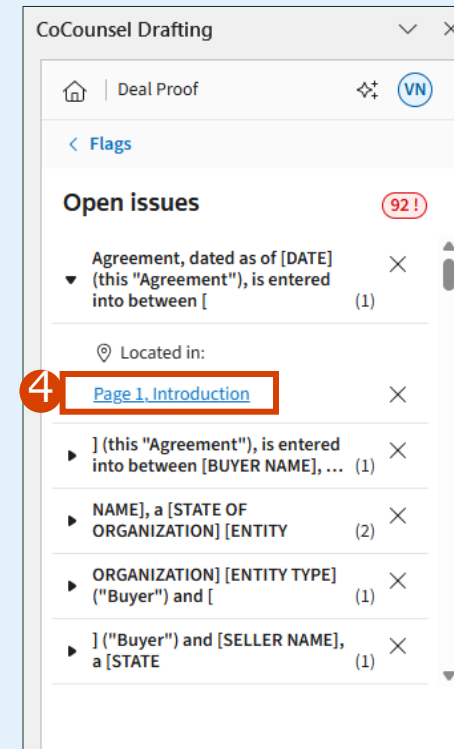 CoCounsel Drafting
Deal Proof
VN
Flags
Open issues
92 !
Agreement, dated as of [DATE]
(this "Agreement"), is entered
into between [ (1)
Located in:
4
Page 1, Introduction
] (this "Agreement"), is entered
into between [BUYER NAME], ... (1)
NAME], a [STATE OF
ORGANIZATION] [ENTITY (2)
ORGANIZATION] [ENTITY TYPE]
("Buyer") and [ (1)
] ("Buyer") and [SELLER NAME],
a [STATE (1)